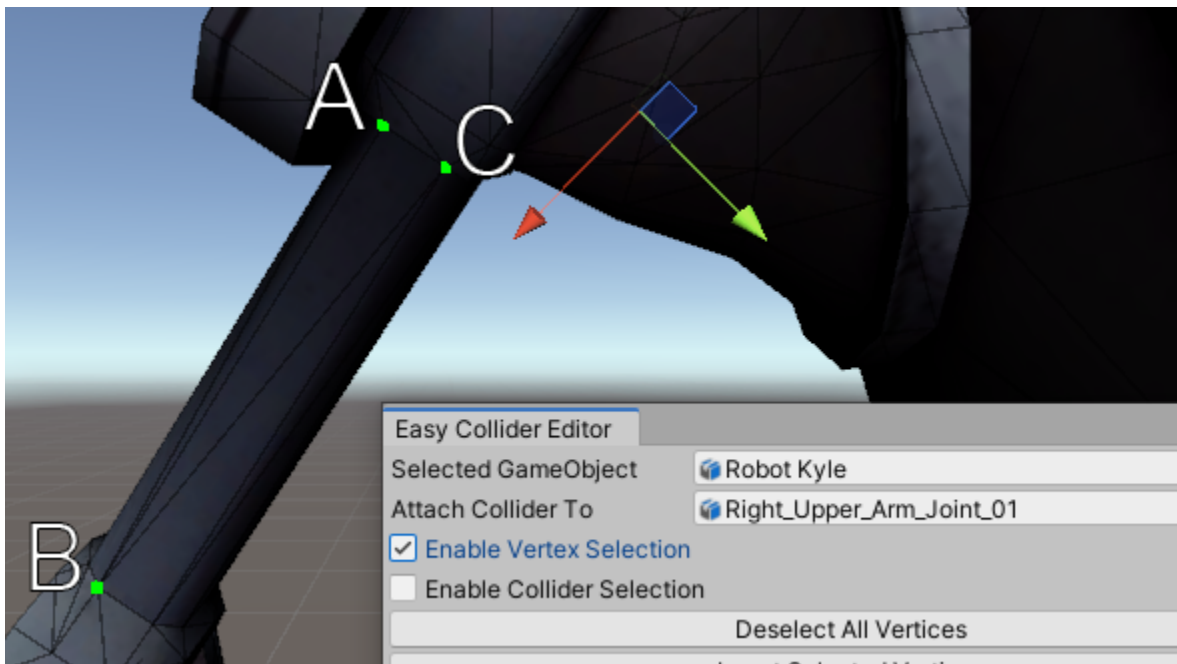 A
C
B
Easy Collider Editor
Selected GameObject Robot Kyle
Attach Collider To Right_Upper_Arm_Joint_01
Enable Vertex Selection
Enable Collider Selection
Deselect All Vertices